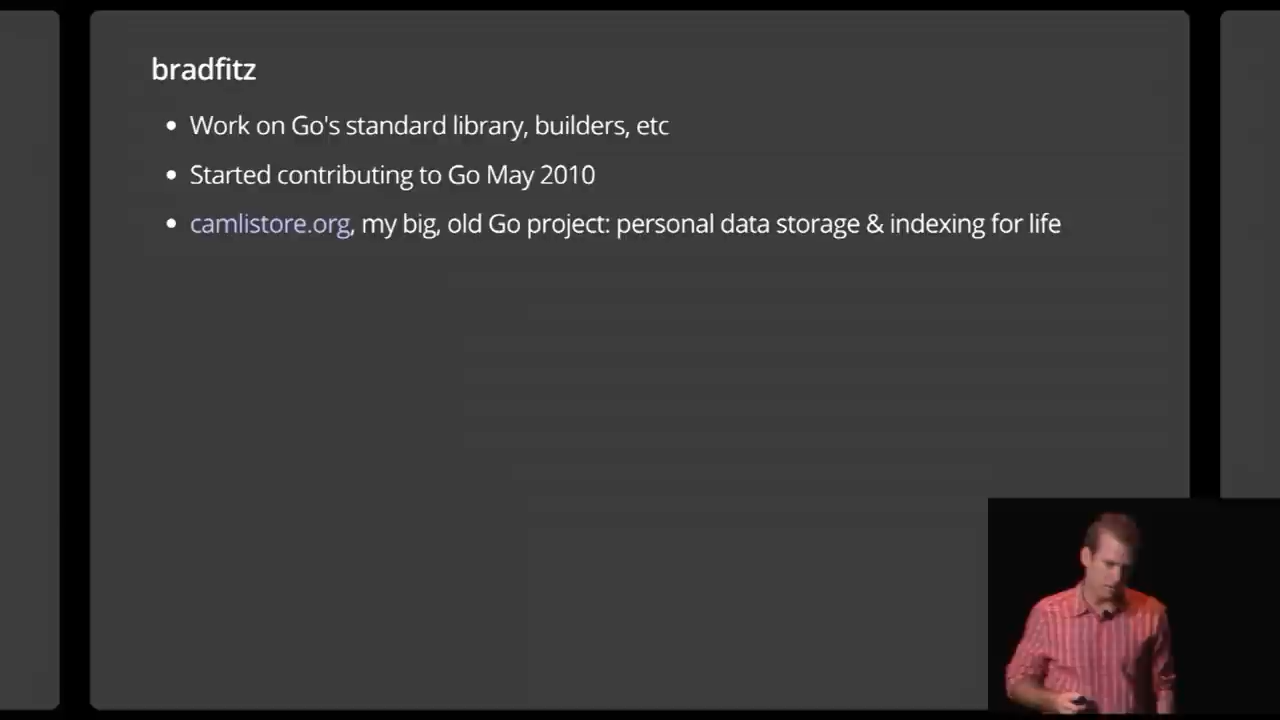 bradfitz
Work on Go's standard library, builders, etc
Started contributing to Go May 2010
camlistore.org, my big, old Go project: personal data storage & indexing for life